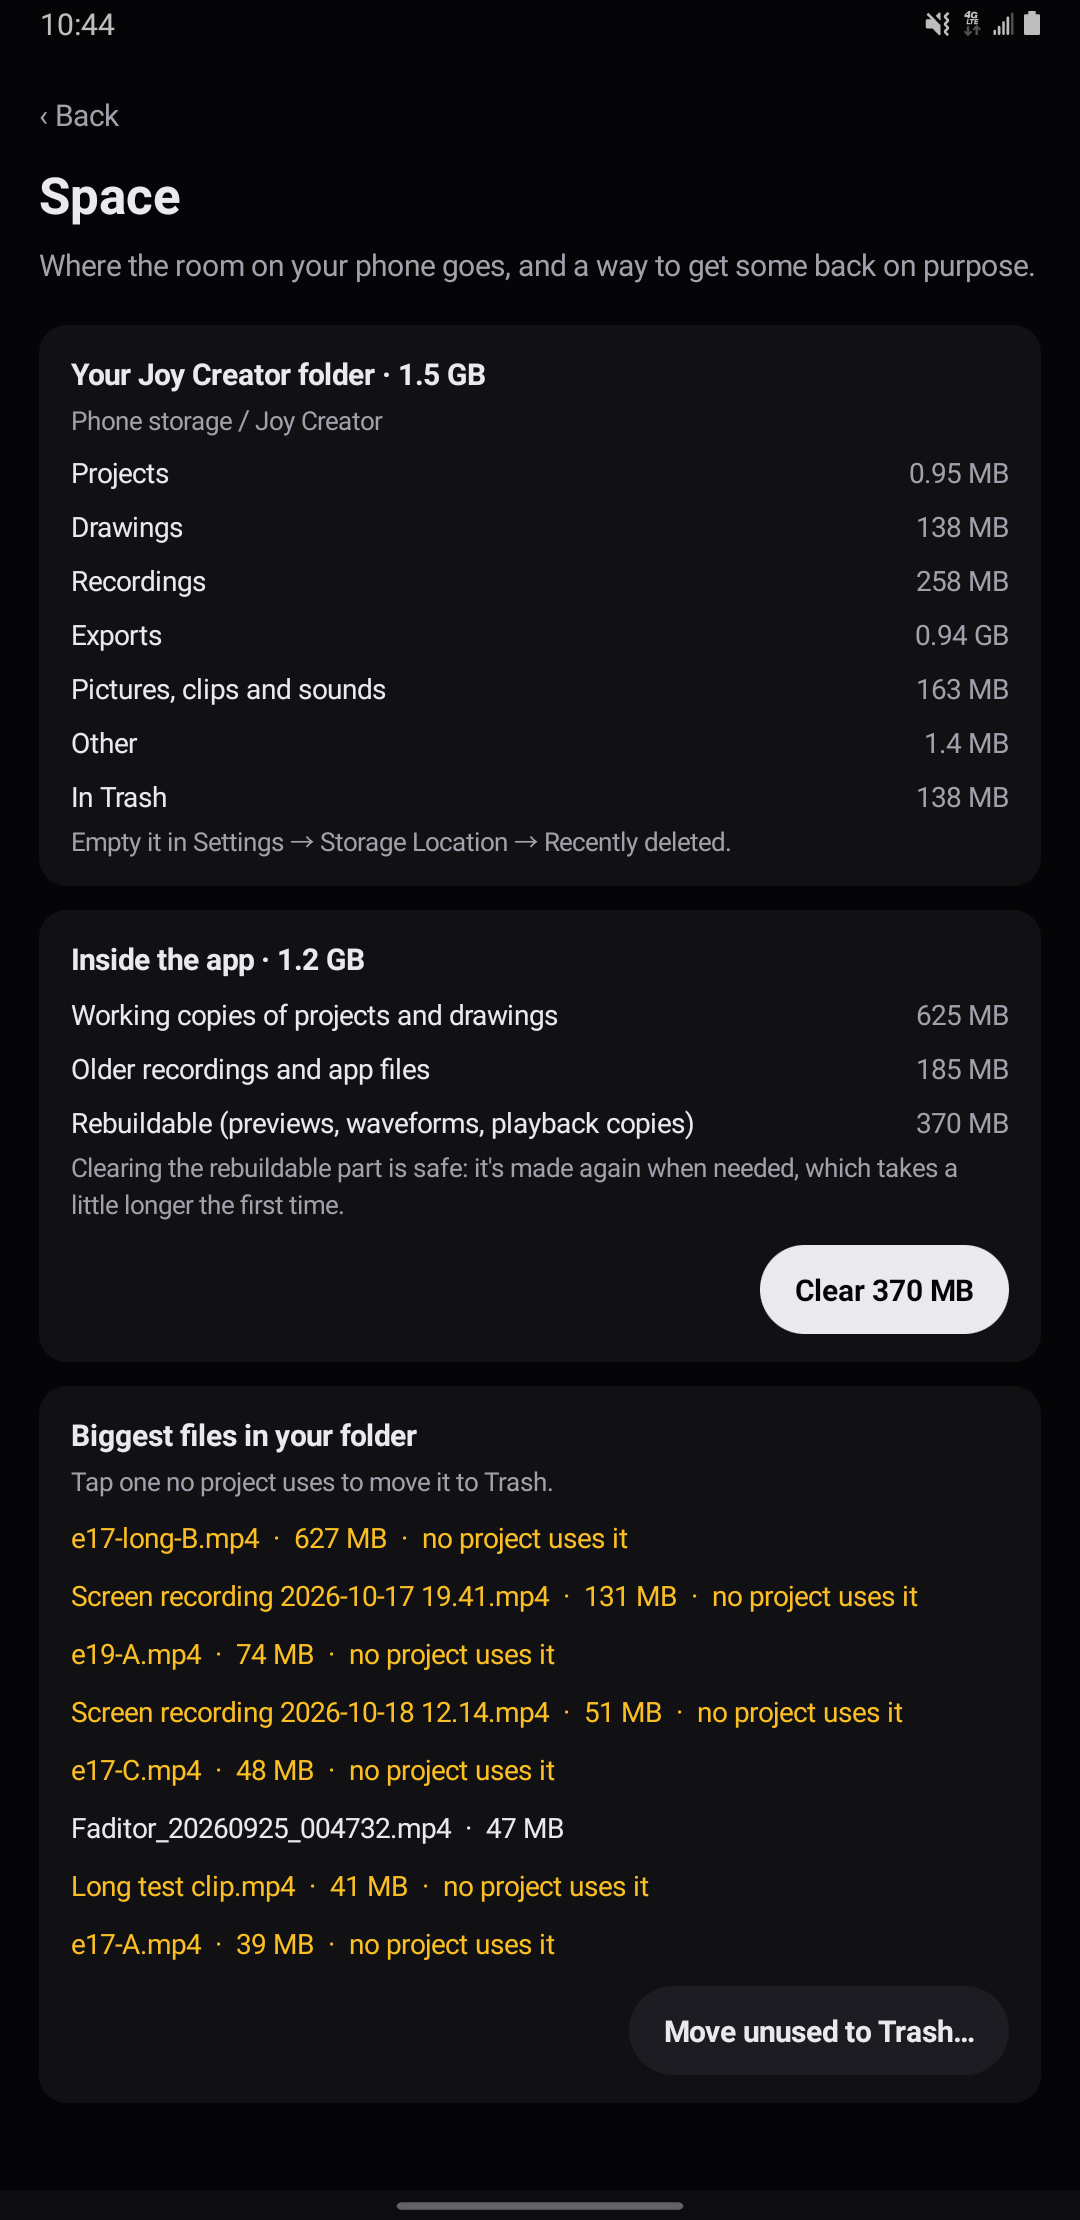 10:44
4G LTE
‹ Back
Space
Where the room on your phone goes, and a way to get some back on purpose.
Your Joy Creator folder · 1.5 GB
Phone storage / Joy Creator
Projects 0.95 MB
Drawings 138 MB
Recordings 258 MB
Exports 0.94 GB
Pictures, clips and sounds 163 MB
Other 1.4 MB
In Trash 138 MB
Empty it in Settings → Storage Location → Recently deleted.
Inside the app · 1.2 GB
Working copies of projects and drawings 625 MB
Older recordings and app files 185 MB
Rebuildable (previews, waveforms, playback copies) 370 MB
Clearing the rebuildable part is safe: it's made again when needed, which takes a
little longer the first time.
Clear 370 MB
Biggest files in your folder
Tap one no project uses to move it to Trash.
e17-long-B.mp4 · 627 MB · no project uses it
Screen recording 2026-10-17 19.41.mp4 · 131 MB · no project uses it
e19-A.mp4 · 74 MB · no project uses it
Screen recording 2026-10-18 12.14.mp4 · 51 MB · no project uses it
e17-C.mp4 · 48 MB · no project uses it
Faditor_20260925_004732.mp4 · 47 MB
Long test clip.mp4 · 41 MB · no project uses it
e17-A.mp4 · 39 MB · no project uses it
Move unused to Trash…